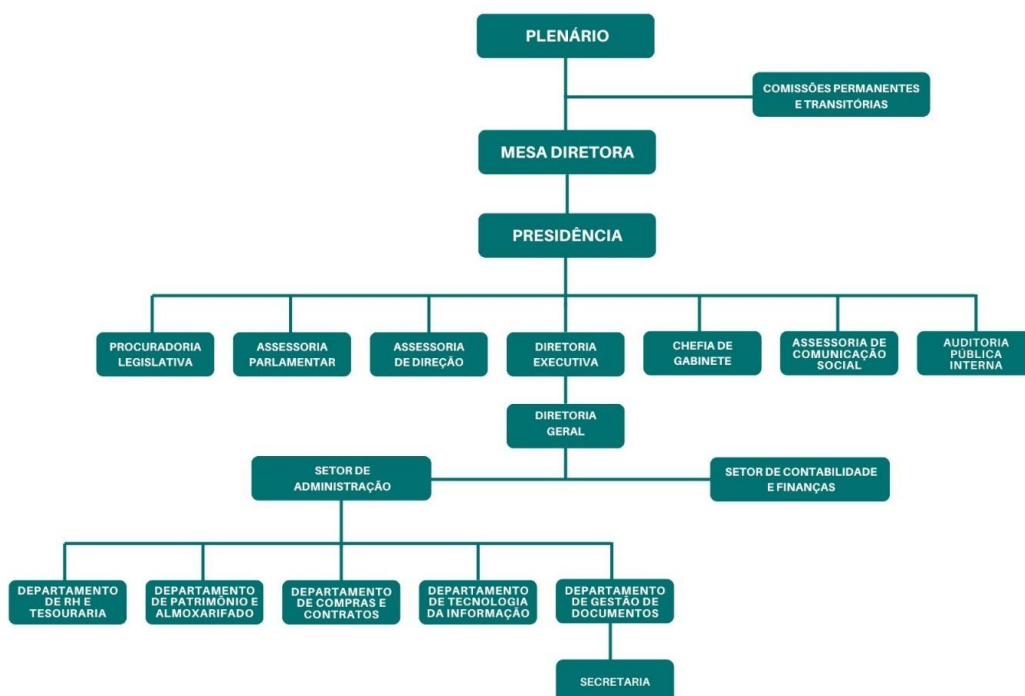 PLENÁRIO
COMISSÕES PERMANENTES
E TRANSITÓRIAS
MESA DIRETORA
PRESIDÊNCIA
PROCURADORIA
LEGISLATIVA
ASSESSORIA
PARLAMENTAR
ASSESSORIA
DE DIREÇÃO
DIRETORIA
EXECUTIVA
CHEFIA DE
GABINETE
ASSESSORIA DE
COMUNICAÇÃO
SOCIAL
AUDITORIA
PÚBLICA
INTERNA
DIRETORIA
GERAL
SETOR DE
ADMINISTRAÇÃO
SETOR DE CONTABILIDADE
E FINANÇAS
DEPARTAMENTO
DE RH E
TESOURARIA
DEPARTAMENTO
DE PATRIMÔNIO E
ALMOXARIFADO
DEPARTAMENTO
DE COMPRAS E
CONTRATOS
DEPARTAMENTO
DE TECNOLOGIA
DA INFORMAÇÃO
DEPARTAMENTO
DE GESTÃO DE
DOCUMENTOS
SECRETARIA